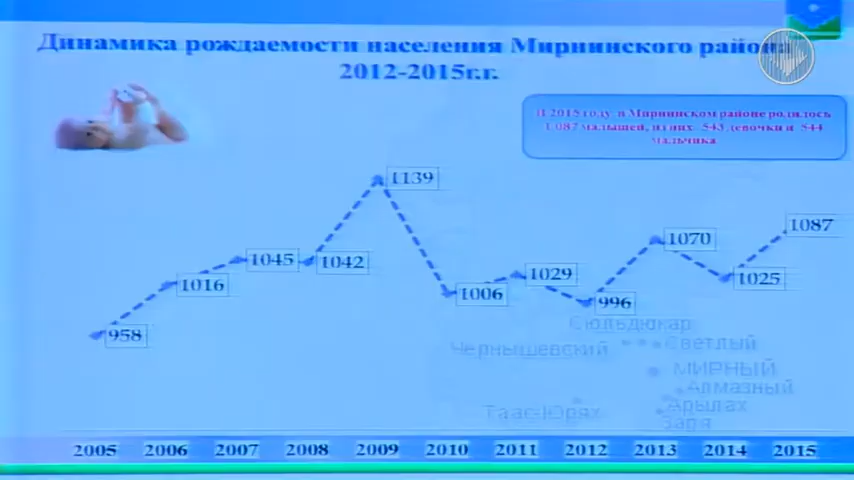 Динамика рождаемости населения Мирнинского района
2012-2015г.г.
В 2015 году в Мирнинском районе родилось
1 087 малышей, из них 543 девочки и 544
мальчика
1139
1087
1070
1045
1042
1029
1025
1016
1006
996
958
Сюльдюкар
Чернышевский
Светлый
МИРНЫЙ
Алмазный
Таас-Юрях
Арылах
Заря
2005 2006 2007 2008 2009 2010 2011 2012 2013 2014 2015